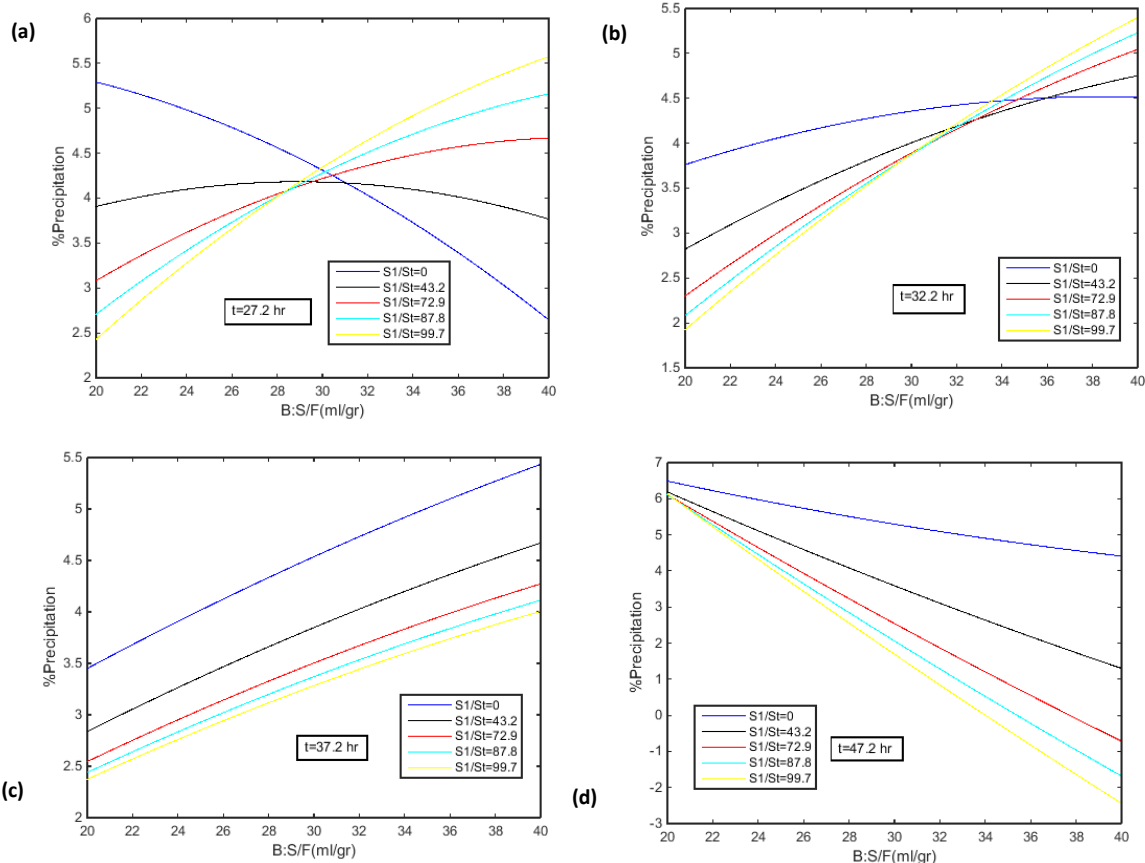 (a)
6
5.5
5
4.5
4
3.5
3
2.5
2
%Precipitation
S1/St=0
S1/St=43.2
S1/St=72.9
S1/St=87.8
S1/St=99.7
t=27.2 hr
20 22 24 26 28 30 32 34 36 38 40
B:S/F(ml/gr)
(b)
5.5
5
4.5
4
3.5
3
2.5
2
1.5
%Precipitation
S1/St=0
S1/St=43.2
S1/St=72.9
S1/St=87.8
S1/St=99.7
t=32.2 hr
20 22 24 26 28 30 32 34 36 38 40
B:S/F(ml/gr)
5.5
5
4.5
4
3.5
3
2.5
2
%Precipitation
S1/St=0
S1/St=43.2
S1/St=72.9
S1/St=87.8
S1/St=99.7
t=37.2 hr
(c)
20 22 24 26 28 30 32 34 36 38 40
B:S/F(ml/gr)
7
6
5
4
3
2
1
0
-1
-2
-3
%Precipitation
S1/St=0
S1/St=43.2
S1/St=72.9
S1/St=87.8
S1/St=99.7
t=47.2 hr
(d)
20 22 24 26 28 30 32 34 36 38 40
B:S/F(ml/gr)